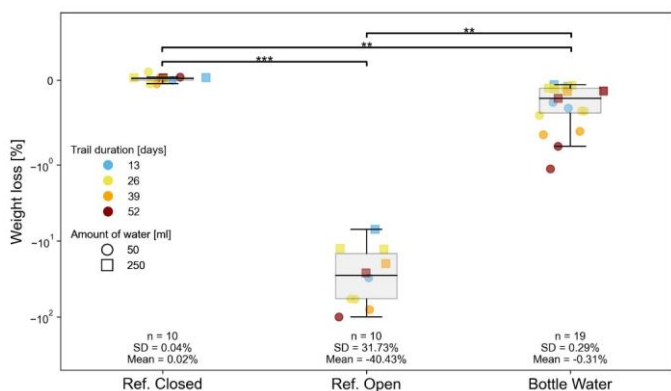 **
**
***
0
-10⁰
-10¹
-10²
Weight loss [%]
Trail duration [days]
13
26
39
52
Amount of water [ml]
50
250
n = 10
SD = 0.04%
Mean = 0.02%
n = 10
SD = 31.73%
Mean = -40.43%
n = 19
SD = 0.29%
Mean = -0.31%
Ref. Closed
Ref. Open
Bottle Water